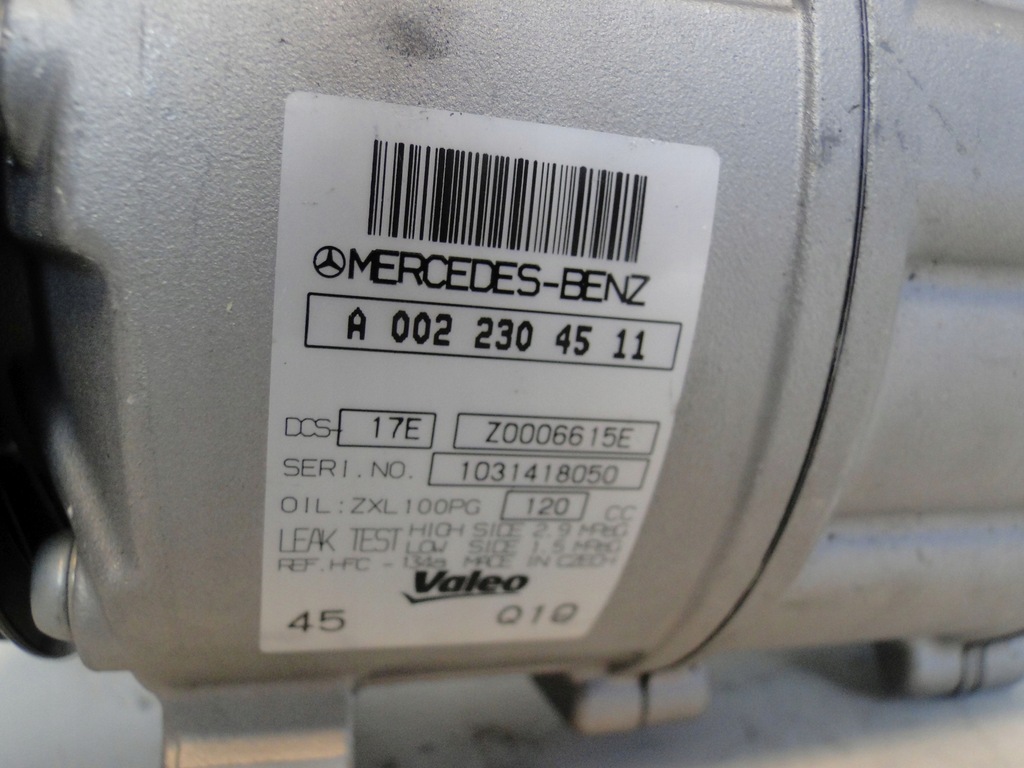 MERCEDES-BENZ
A 002 230 45 11
DCS- 17E Z0006615E
SERI.NO. 1031418050
OIL:ZXL100PG 120 CC
LEAK TEST HIGH SIDE 2.9 MPaG
LOW SIDE 1.5 MPaG
REF.HFC - 134a MADE IN CZECH
Valeo
45 Q1Q